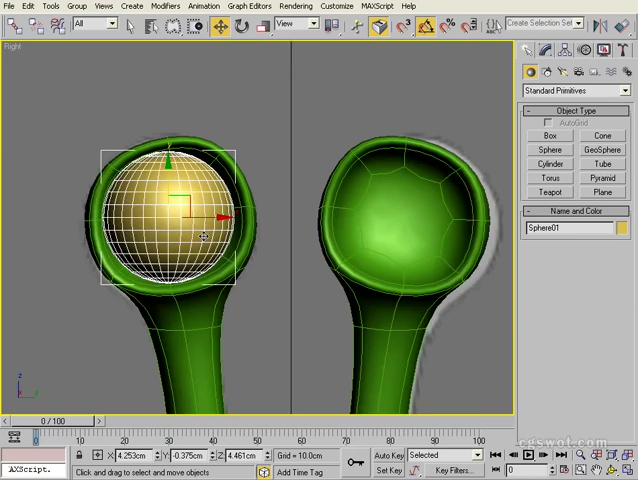 File Edit Tools Group Views Create Modifiers Animation Graph Editors Rendering Customize MAXScript Help
All View Create Selection Set
Right
Standard Primitives
Object Type
AutoGrid
Box Cone
Sphere GeoSphere
Cylinder Tube
Torus Pyramid
Teapot Plane
Name and Color
Sphere01
y
z
0 / 100
0 10 20 30 40 50 60 70 80 90 100
cgswot.com
X: 4.253cm Y: -0.375cm Z: 4.461cm Grid = 10.0cm Auto Key Selected
AXScript. Click and drag to select and move objects Add Time Tag Set Key Key Filters... 0